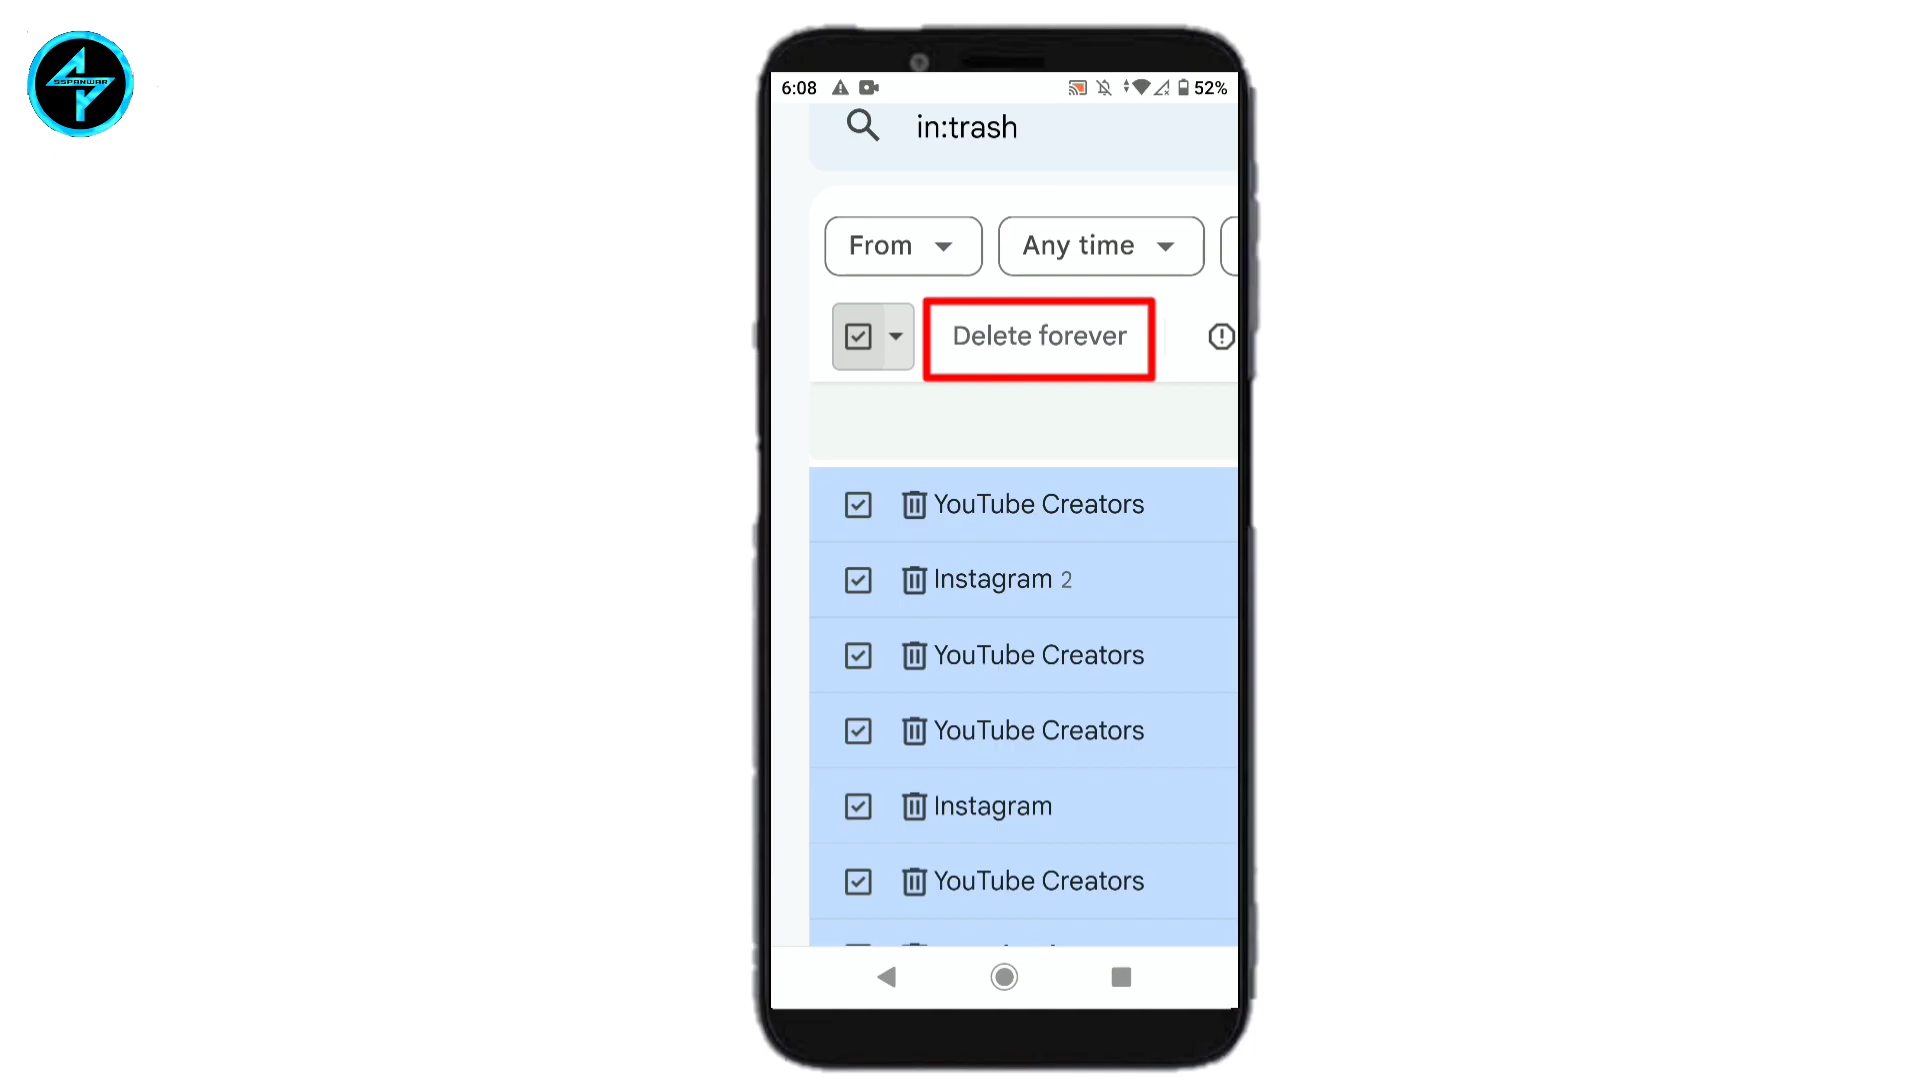 SSPANWAR
6:08
52%
in:trash
From
Any time
Delete forever
YouTube Creators
Instagram 2
YouTube Creators
YouTube Creators
Instagram
YouTube Creators